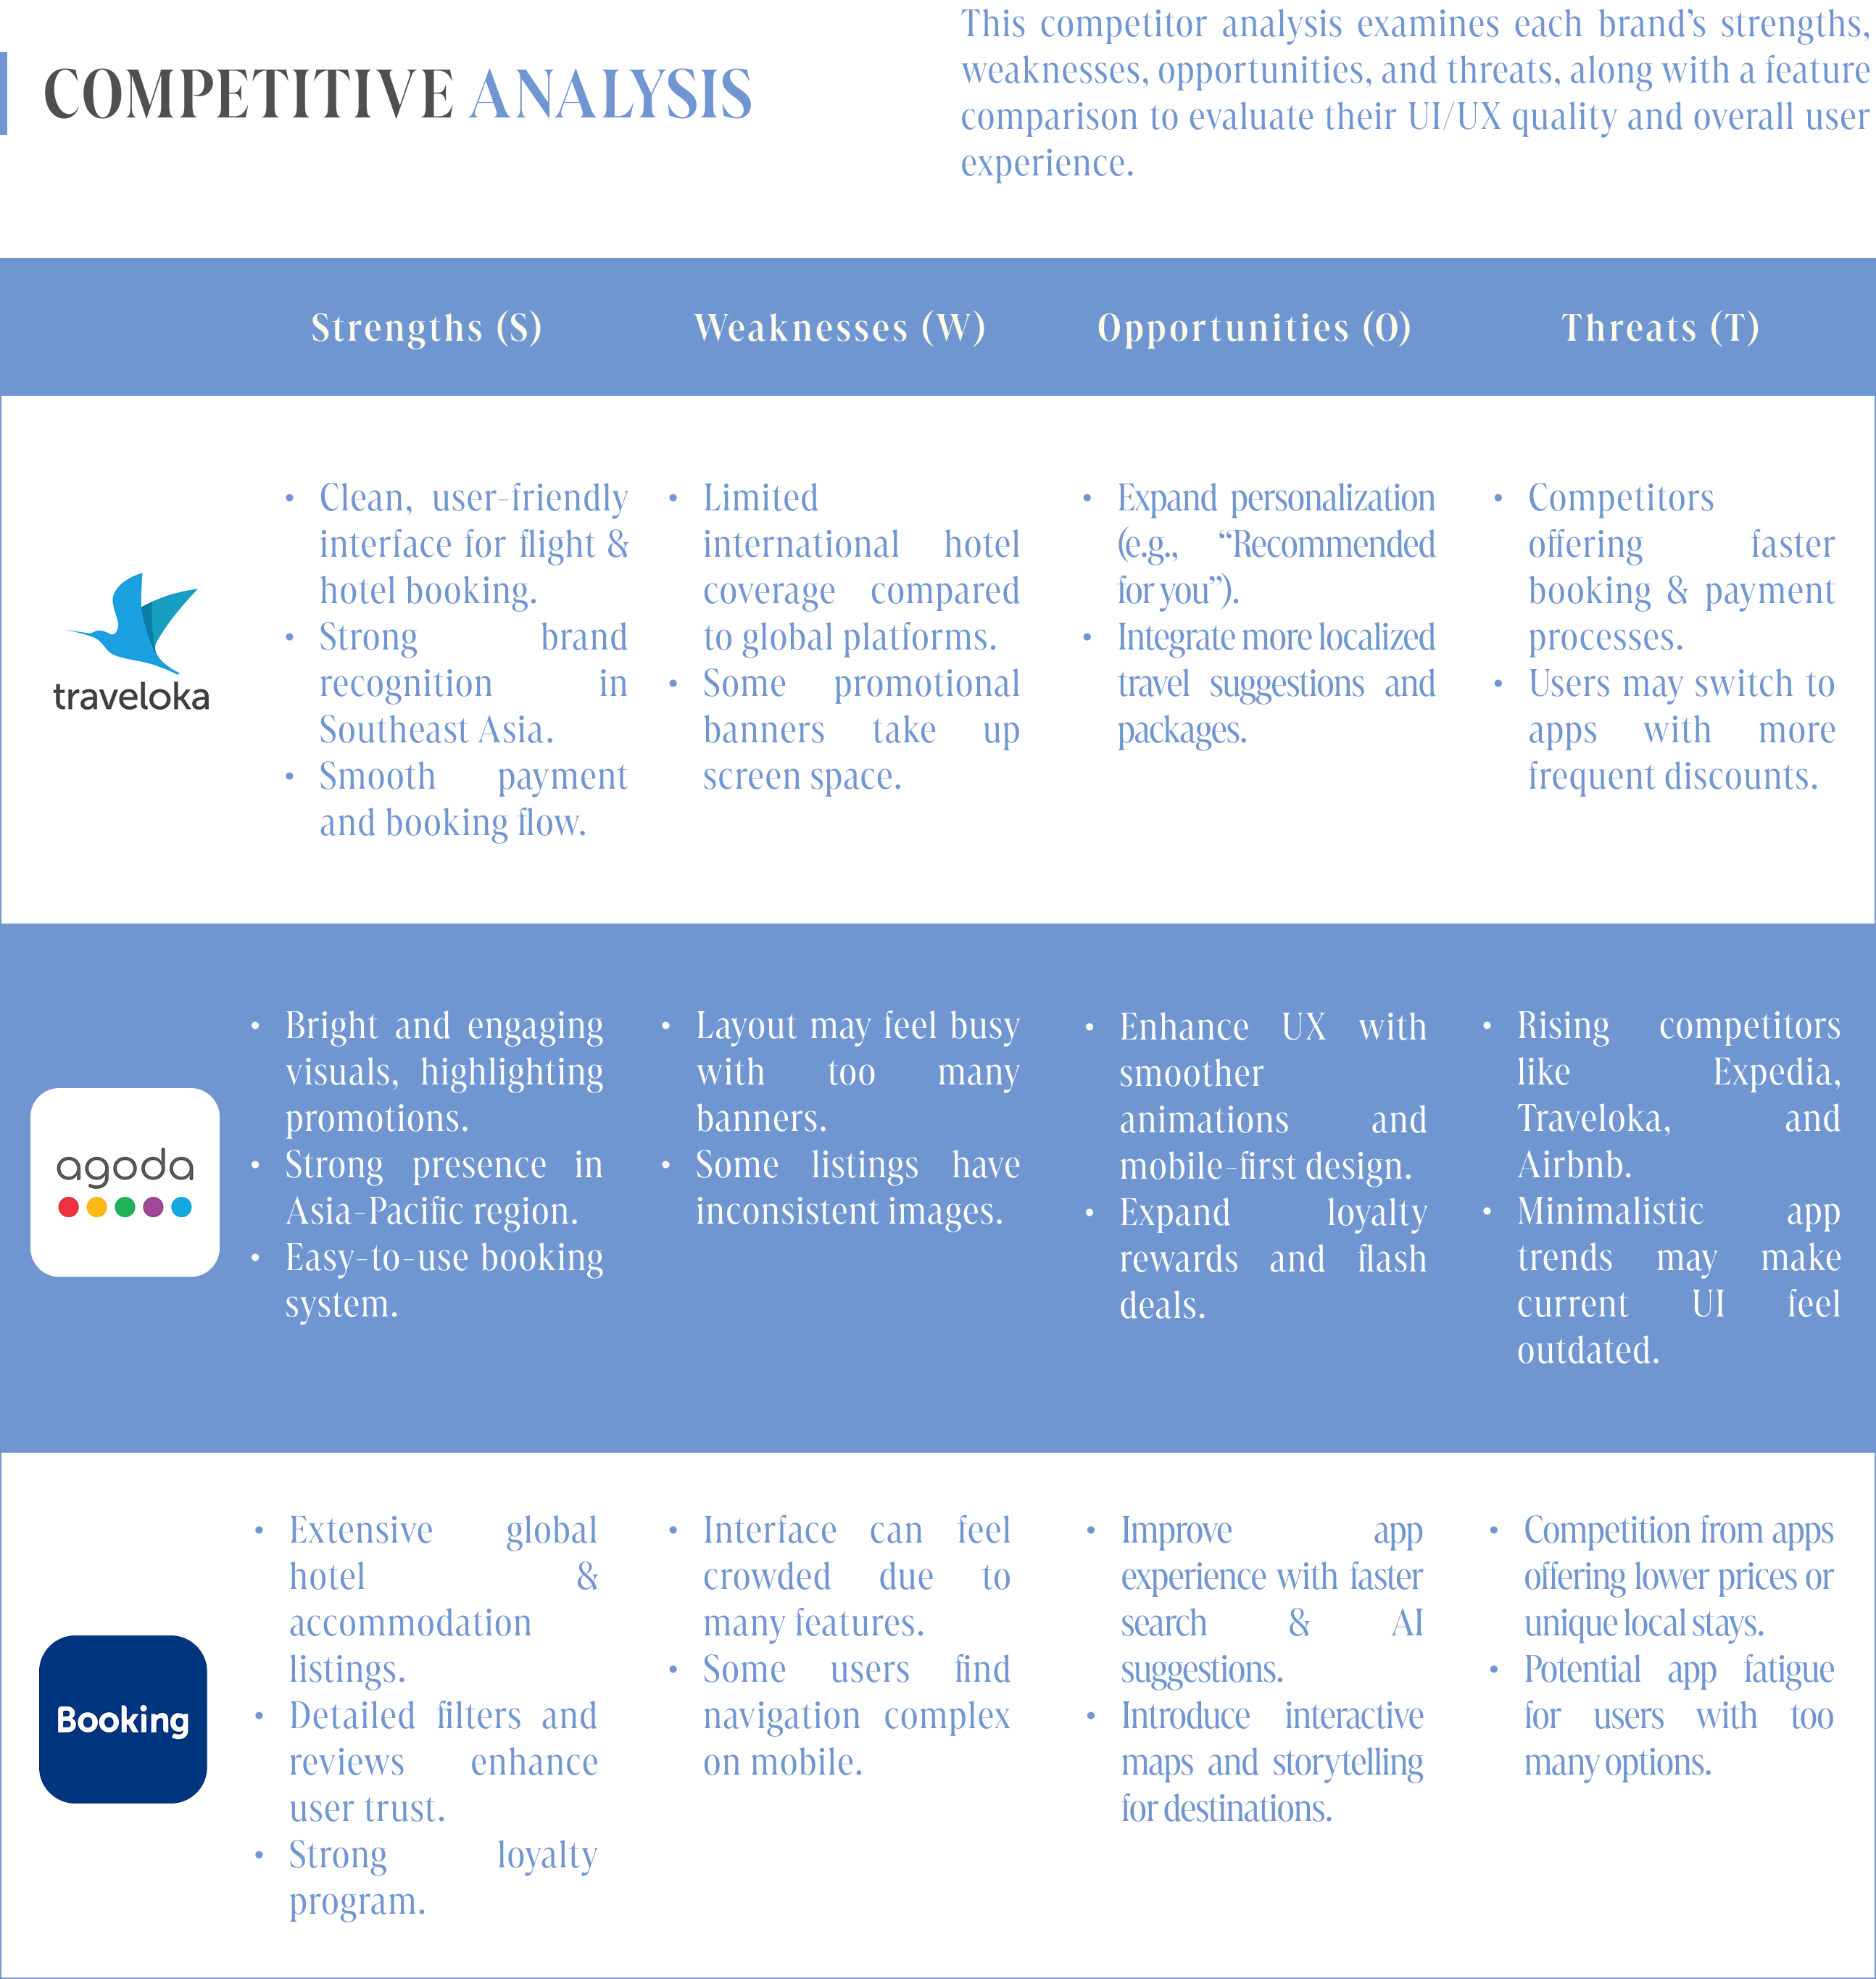 COMPETITIVE ANALYSIS
This competitor analysis examines each brand’s strengths,
weaknesses, opportunities, and threats, along with a feature
comparison to evaluate their UI/UX quality and overall user
experience.
Strengths (S)
Weaknesses (W)
Opportunities (O)
Threats (T)
traveloka
• Clean, user-friendly
interface for flight &
hotel booking.
• Strong brand
recognition in
Southeast Asia.
• Smooth payment
and booking flow.
• Limited
international hotel
coverage compared
to global platforms.
• Some promotional
banners take up
screen space.
• Expand personalization
(e.g., “Recommended
for you”).
• Integrate more localized
travel suggestions and
packages.
• Competitors
offering faster
booking & payment
processes.
• Users may switch to
apps with more
frequent discounts.
agoda
• Bright and engaging
visuals, highlighting
promotions.
• Strong presence in
Asia-Pacific region.
• Easy-to-use booking
system.
• Layout may feel busy
with too many
banners.
• Some listings have
inconsistent images.
• Enhance UX with
smoother
animations and
mobile-first design.
• Expand loyalty
rewards and flash
deals.
• Rising competitors
like Expedia,
Traveloka, and
Airbnb.
• Minimalistic app
trends may make
current UI feel
outdated.
Booking
• Extensive global
hotel &
accommodation
listings.
• Detailed filters and
reviews enhance
user trust.
• Strong loyalty
program.
• Interface can feel
crowded due to
many features.
• Some users find
navigation complex
on mobile.
• Improve app
experience with faster
search & AI
suggestions.
• Introduce interactive
maps and storytelling
for destinations.
• Competition from apps
offering lower prices or
unique local stays.
• Potential app fatigue
for users with too
many options.